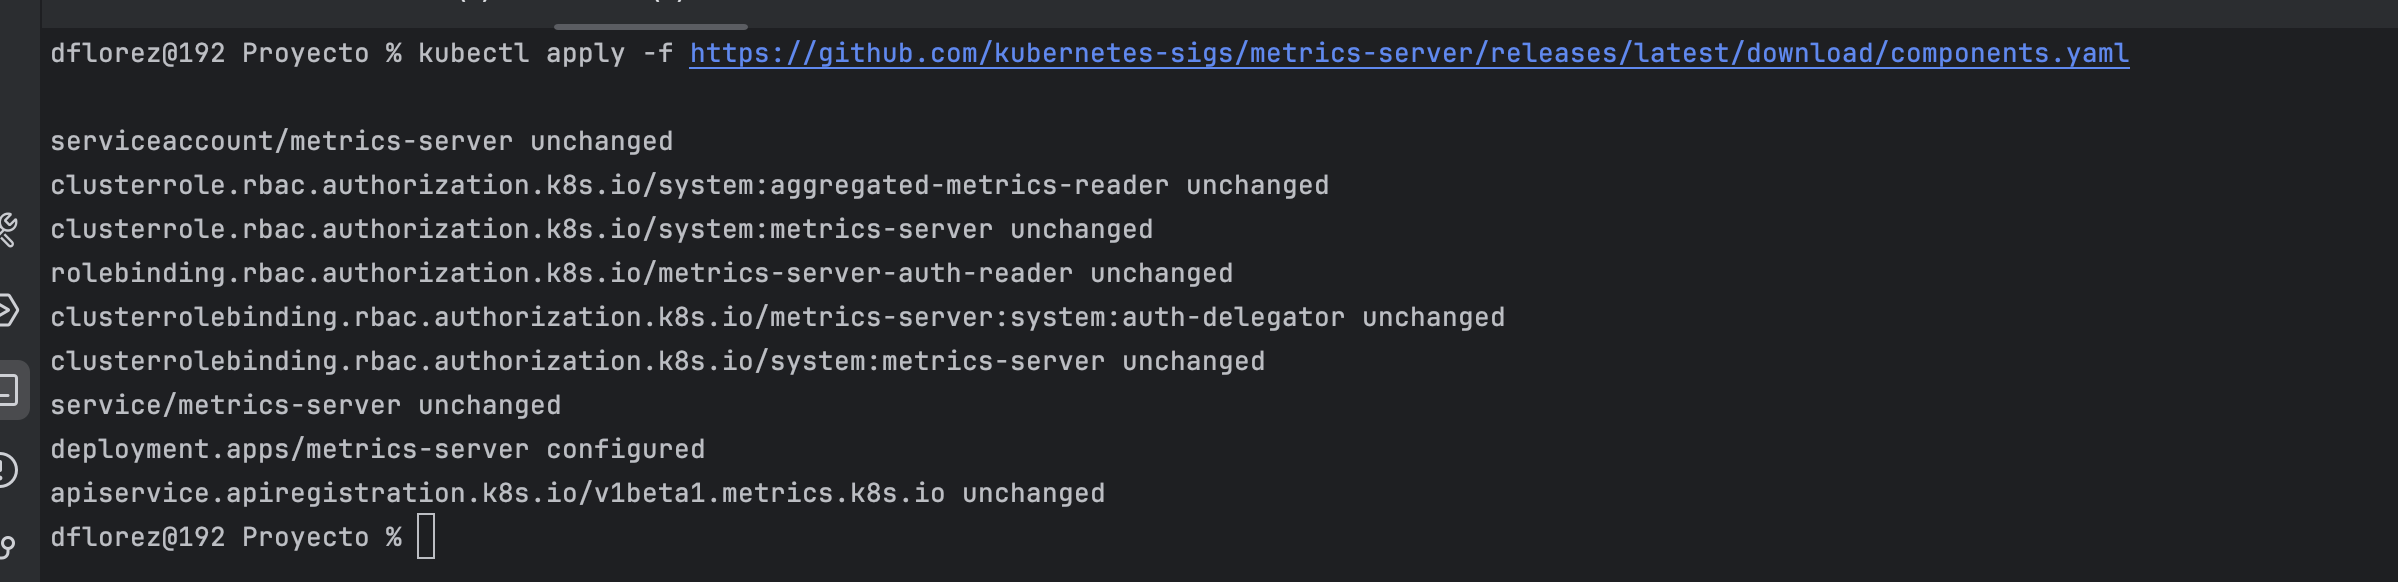 dflorez@192 Proyecto % kubectl apply -f https://github.com/kubernetes-sigs/metrics-server/releases/latest/download/components.yaml
serviceaccount/metrics-server unchanged
clusterrole.rbac.authorization.k8s.io/system:aggregated-metrics-reader unchanged
clusterrole.rbac.authorization.k8s.io/system:metrics-server unchanged
rolebinding.rbac.authorization.k8s.io/metrics-server-auth-reader unchanged
clusterrolebinding.rbac.authorization.k8s.io/metrics-server:system:auth-delegator unchanged
clusterrolebinding.rbac.authorization.k8s.io/system:metrics-server unchanged
service/metrics-server unchanged
deployment.apps/metrics-server configured
apiservice.apiregistration.k8s.io/v1beta1.metrics.k8s.io unchanged
dflorez@192 Proyecto %